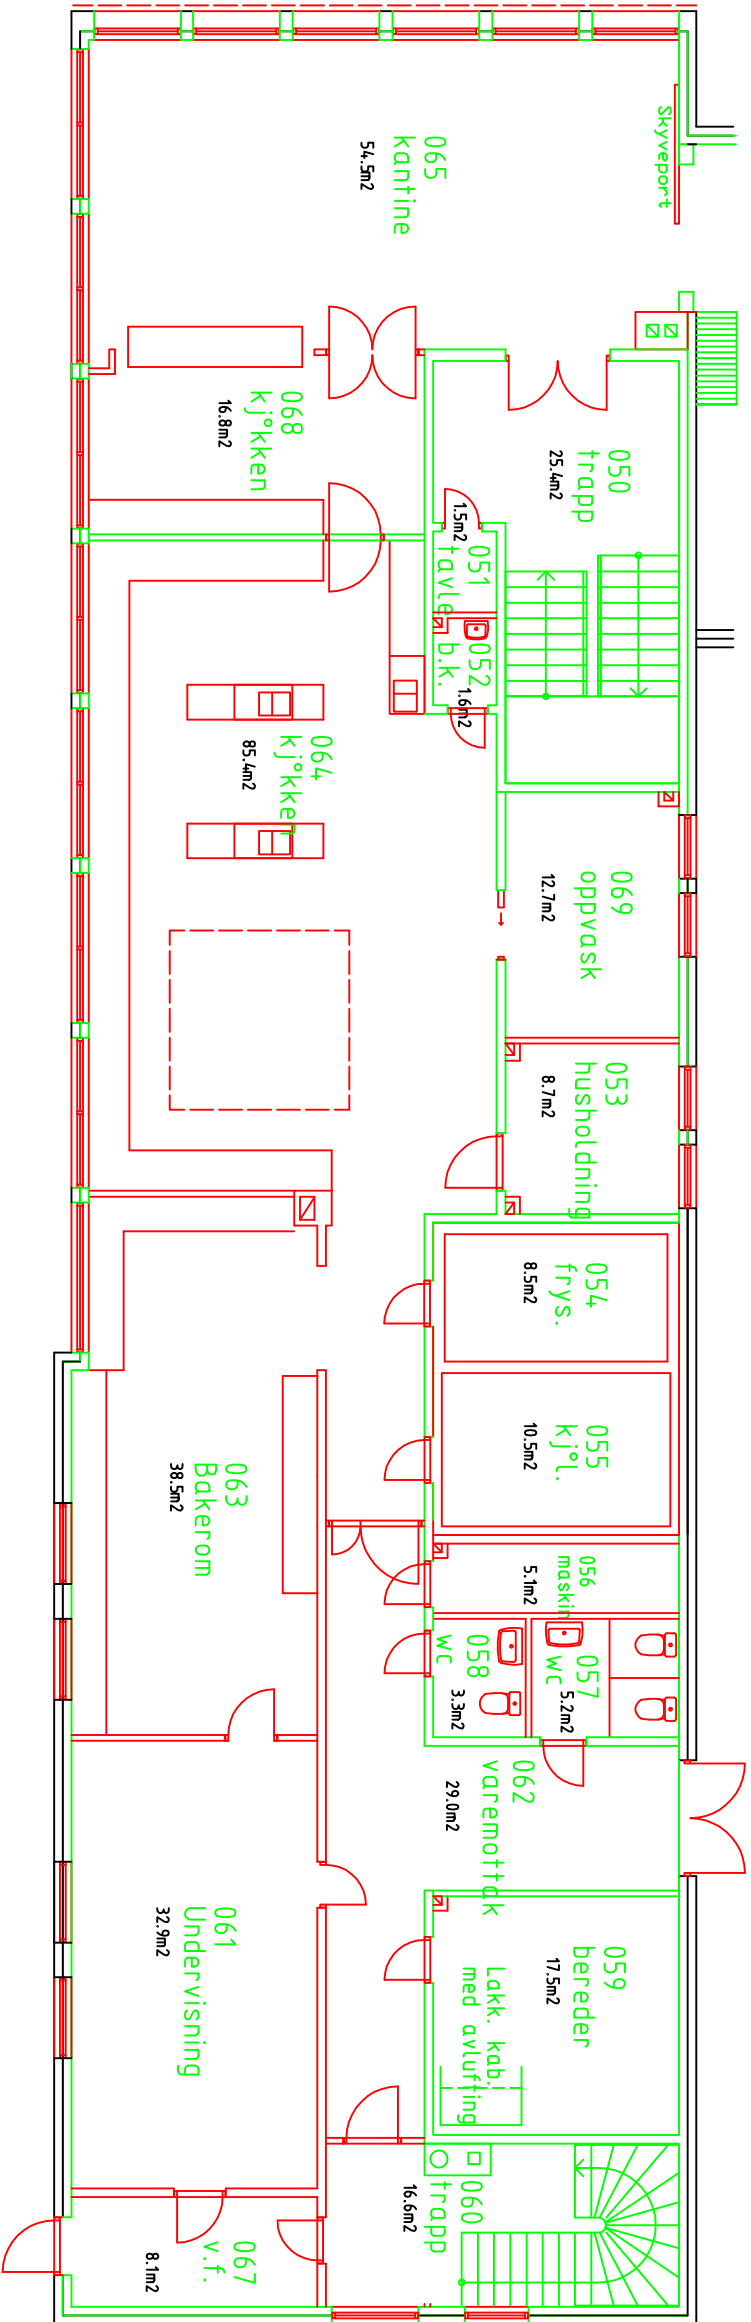 Skyveport
065
kantine
54.5m2
068
kj°kken
16.8m2
050
trapp
25.4m2
051
tavle
1.5m2
052
b.k.
1.6m2
064
kj°kken
85.4m2
069
oppvask
12.7m2
053
husholdning
8.7m2
054
frys.
8.5m2
055
kj°l.
10.5m2
056
maskin
5.1m2
057
wc
5.2m2
058
wc
3.3m2
063
Bakerom
38.5m2
062
varemottak
29.0m2
059
bereder
17.5m2
Lakk. kab.
med avlufting
061
Undervisning
32.9m2
060
trapp
16.6m2
067
v.f.
8.1m2